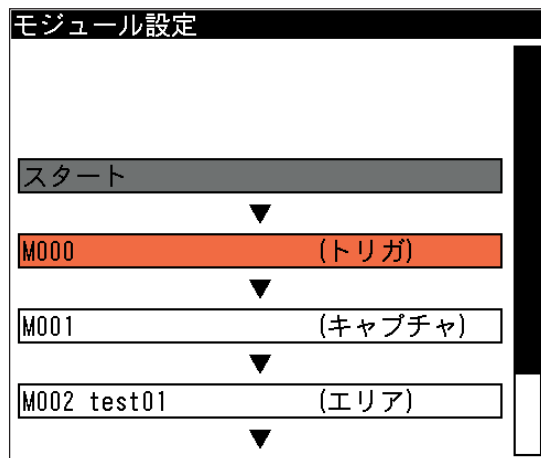 モジュール設定
スタート
▼
M000 (トリガ)
▼
M001 (キャプチャ)
▼
M002 test01 (エリア)
▼